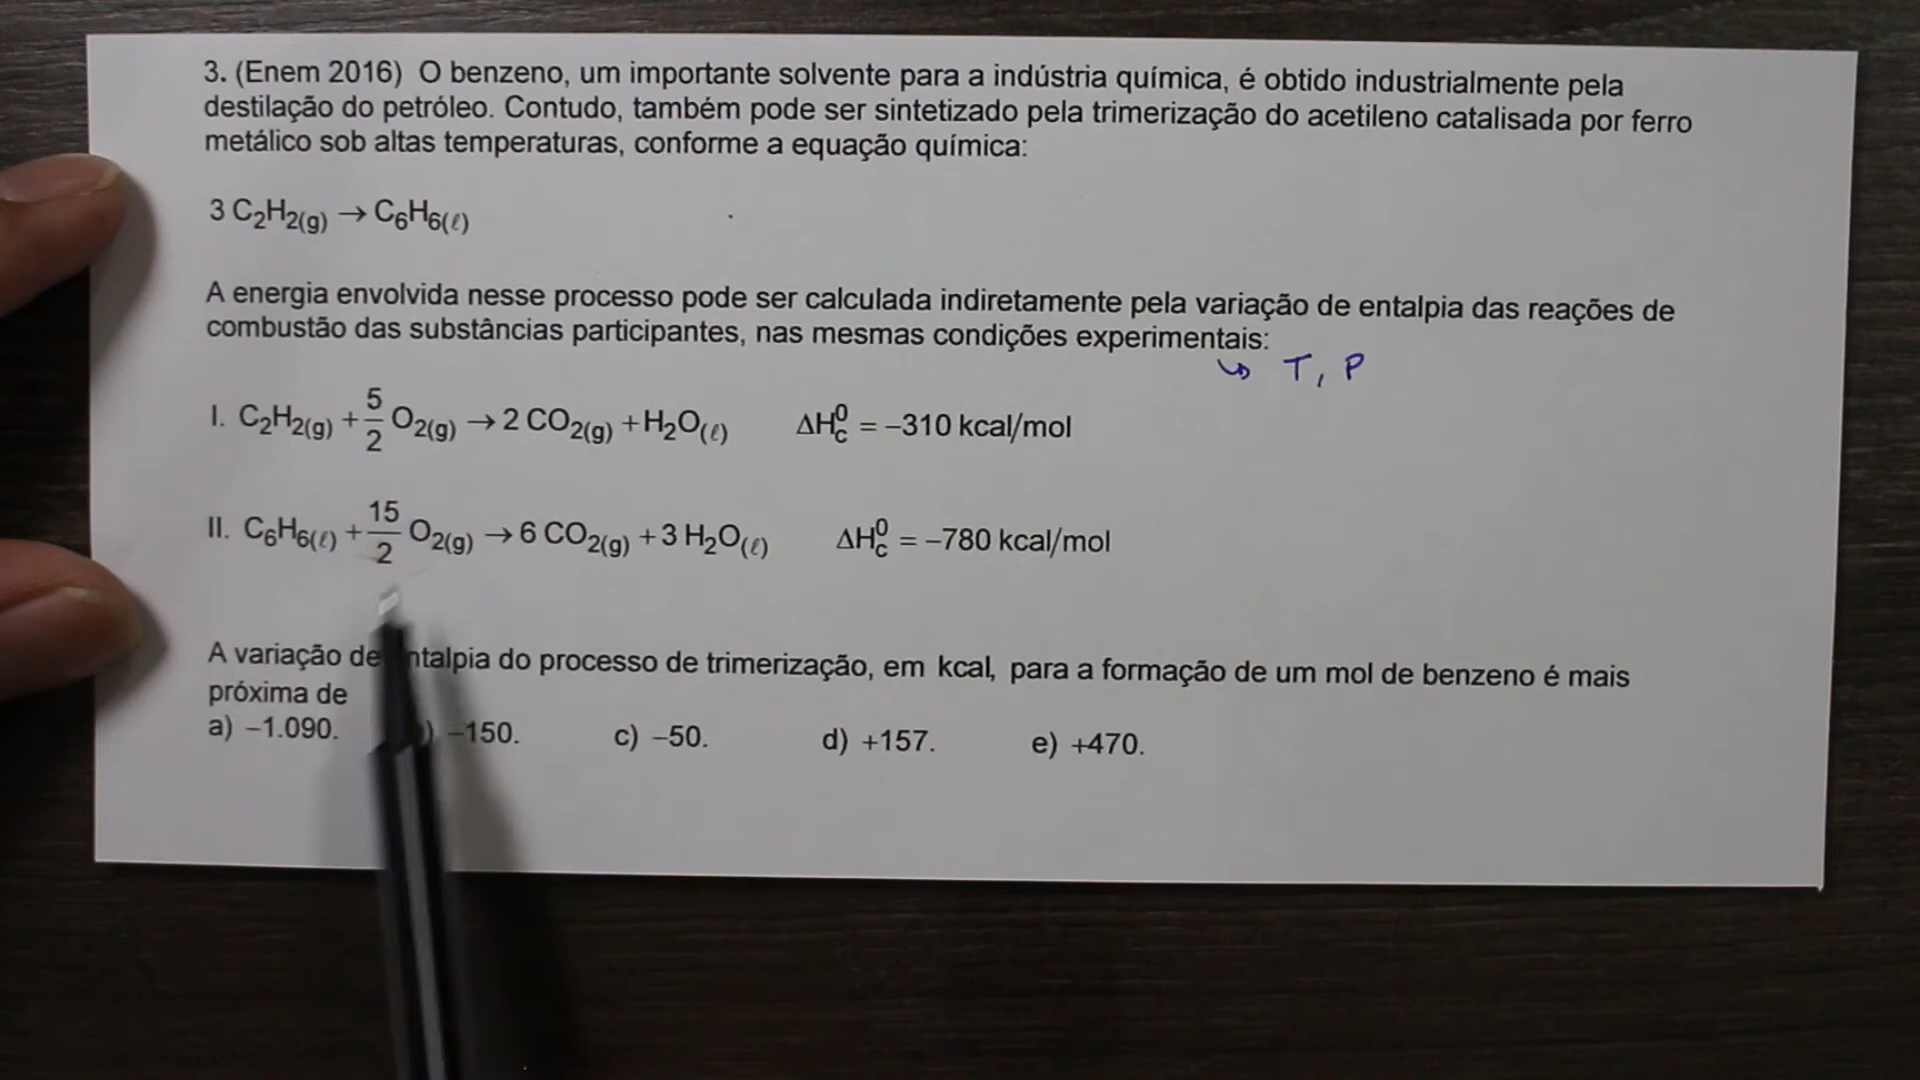 3. (Enem 2016) O benzeno, um importante solvente para a indústria química, é obtido industrialmente pela
destilação do petróleo. Contudo, também pode ser sintetizado pela trimerização do acetileno catalisada por ferro
metálico sob altas temperaturas, conforme a equação química:
3 C₂H₂(g) → C₆H₆(ℓ)
A energia envolvida nesse processo pode ser calculada indiretamente pela variação de entalpia das reações de
combustão das substâncias participantes, nas mesmas condições experimentais:
↳ T, P
I. C₂H₂(g) + 5/2 O₂(g) → 2 CO₂(g) + H₂O(ℓ) ΔH⁰c = −310 kcal/mol
II. C₆H₆(ℓ) + 15/2 O₂(g) → 6 CO₂(g) + 3 H₂O(ℓ) ΔH⁰c = −780 kcal/mol
A variação de ntalpia do processo de trimerização, em kcal, para a formação de um mol de benzeno é mais
próxima de
a) −1.090. ) −150. c) −50. d) +157. e) +470.